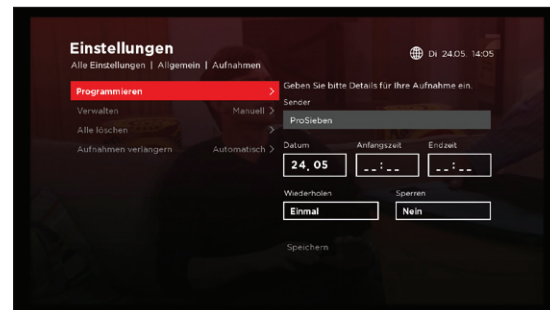 Einstellungen
Di 24.05. 14:05
Alle Einstellungen | Allgemein | Aufnahmen
Programmieren >
Verwalten Manuell >
Alle löschen >
Aufnahmen verlängern Automatisch >
Geben Sie bitte Details für Ihre Aufnahme ein.
Sender
ProSieben
Datum Anfangszeit Endzeit
24. 05 _ _ : _ _ _ _ : _ _
Wiederholen Sperren
Einmal Nein
Speichern